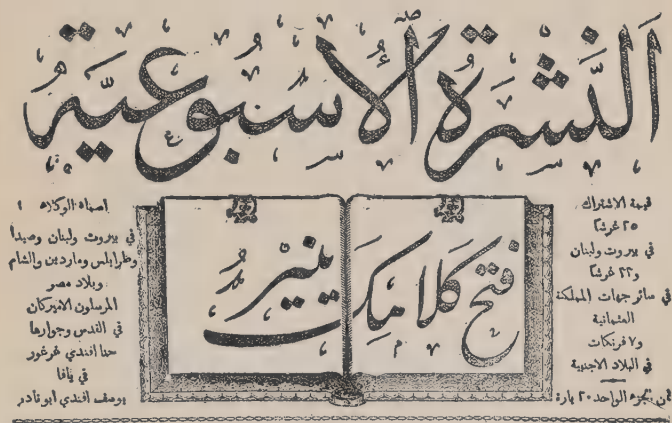 النشرة الاسبوعية
قيمة الاشتراك
٢٥ غرشا
في بيروت ولبنان
و٣٢ غرشا
في سائر جهات المملكة
العثمانية
و٧ فرنكات
في البلاد الاجنبية
ثمن الجزء الواحد ٢٠ بارة
فتح كلامك ينير
اسماء الوكلاء
في بيروت ولبنان وصيدا
وطرابلس وماردين والشام
وبلاد مصر
المرسلون الاميركان
في القدس وجوارها
حنا افندي غرغور
في يافا
يوسف افندي ابو نادر